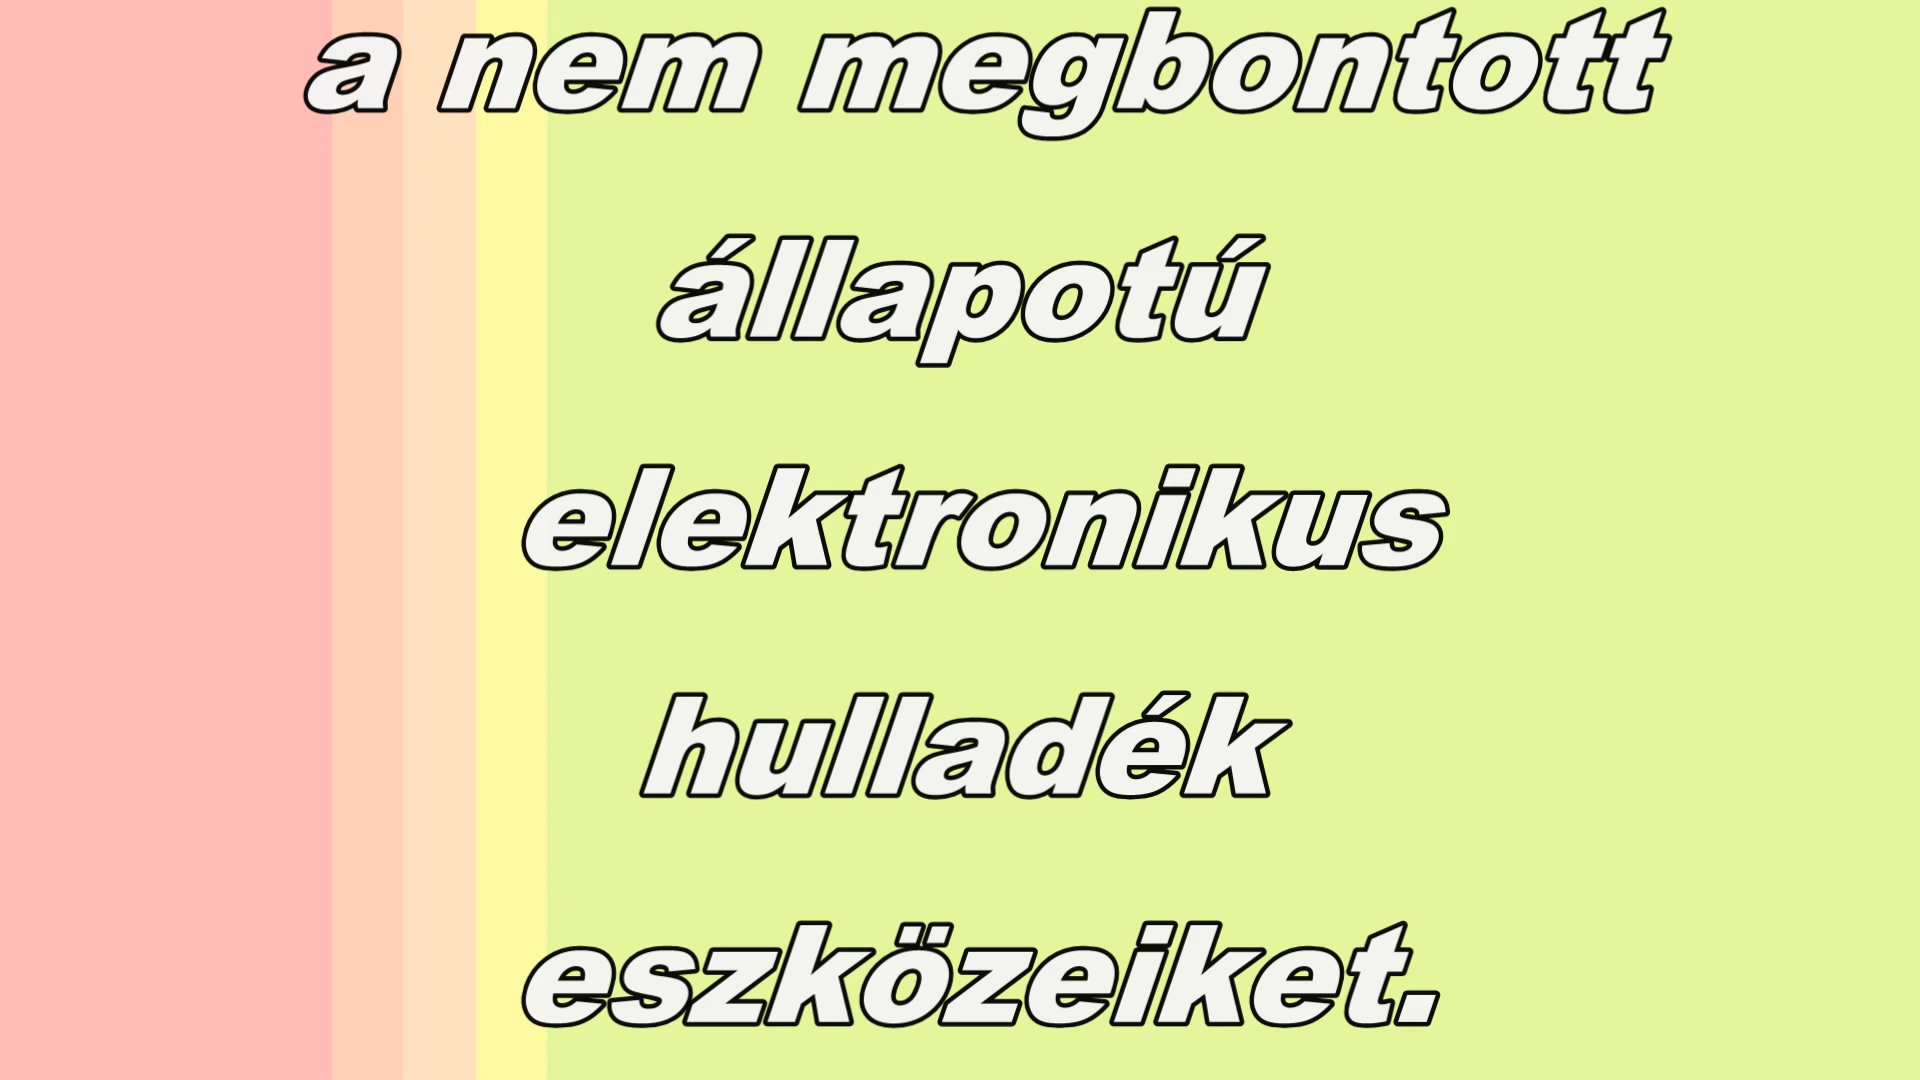 a nem megbontott
állapotú
elektronikus
hulladék
eszközeiket.